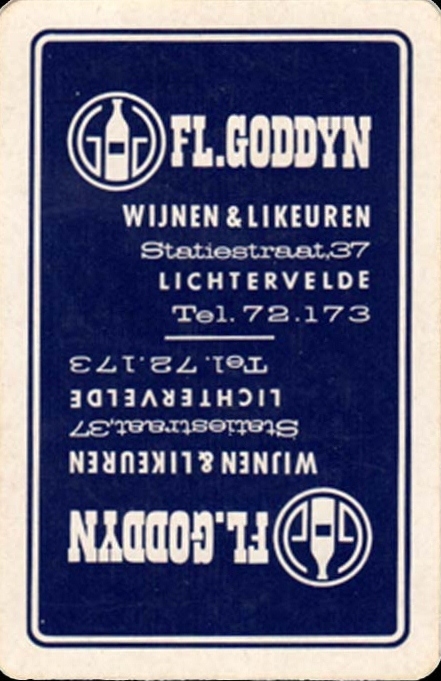 FL.GODDYN
WIJNEN & LIKEUREN
Statiestraat,37
LICHTERVELDE
Tel. 72.173
Tel. 72.173
LICHTERVELDE
Statiestraat,37
WIJNEN & LIKEUREN
FL.GODDYN